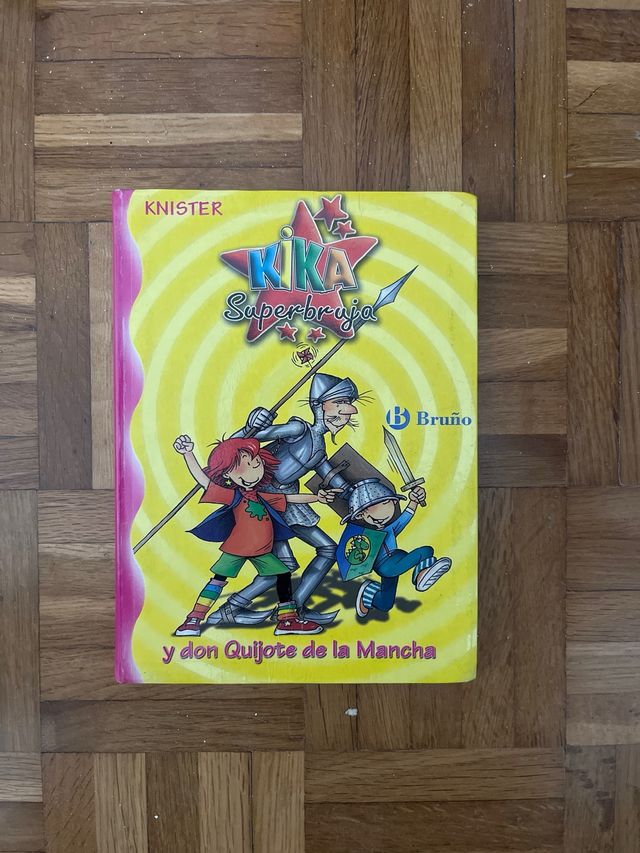 KNISTER
KiKA
Superbruja
B Bruño
y don Quijote de la Mancha